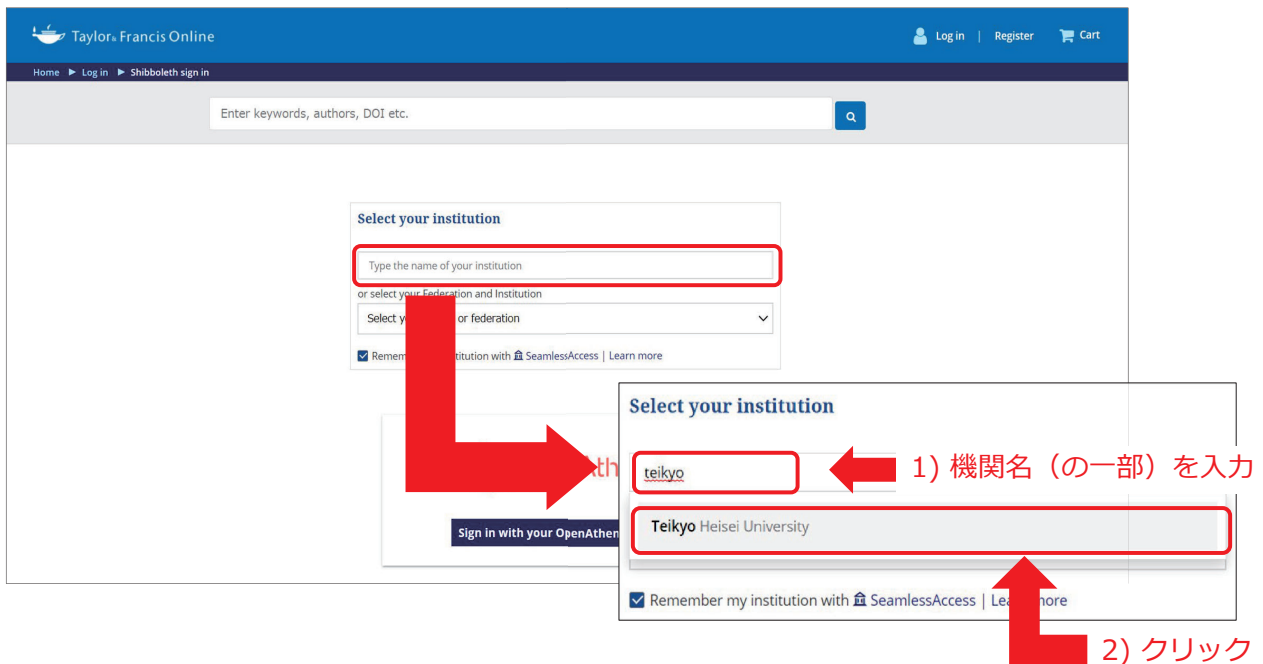 Taylor & Francis Online
Log in | Register Cart
Home ▶ Log in ▶ Shibboleth sign in
Enter keywords, authors, DOI etc.
Select your institution
Type the name of your institution
or select your Federation and Institution
Select y or federation
Remem titution with SeamlessAccess | Learn more
Ath
Sign in with your OpenAthen
Select your institution
teikyo
1) 機関名（の一部）を入力
Teikyo Heisei University
Remember my institution with SeamlessAccess | Lea more
2) クリック